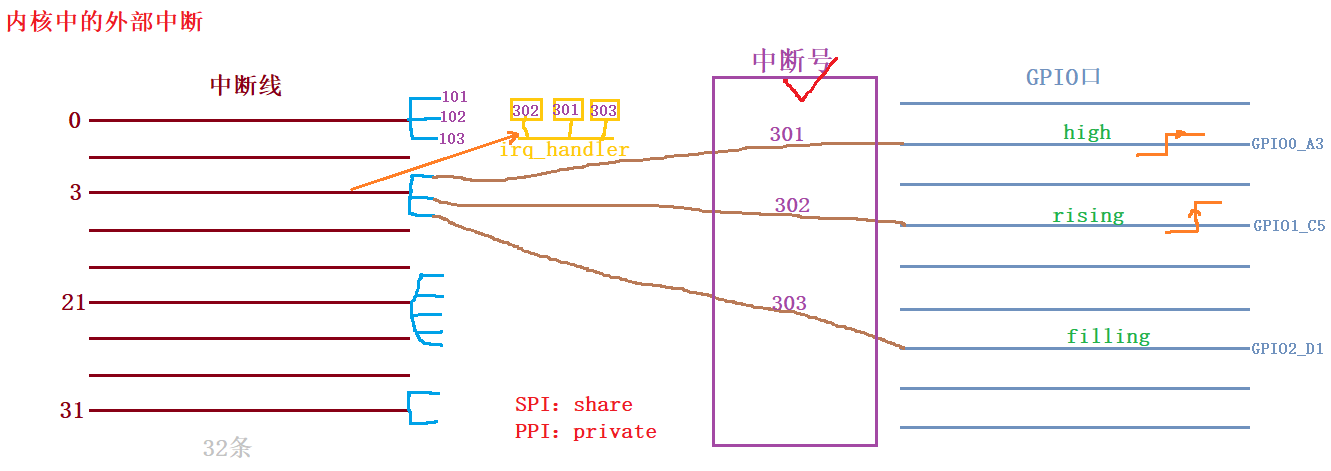 内核中的外部中断
中断线
中断号
GPIO口
0
101
102
103
302
301
303
irq_handler
301
high
GPIO0_A3
3
302
rising
GPIO1_C5
21
303
filling
GPIO2_D1
31
SPI: share
PPI: private
32条